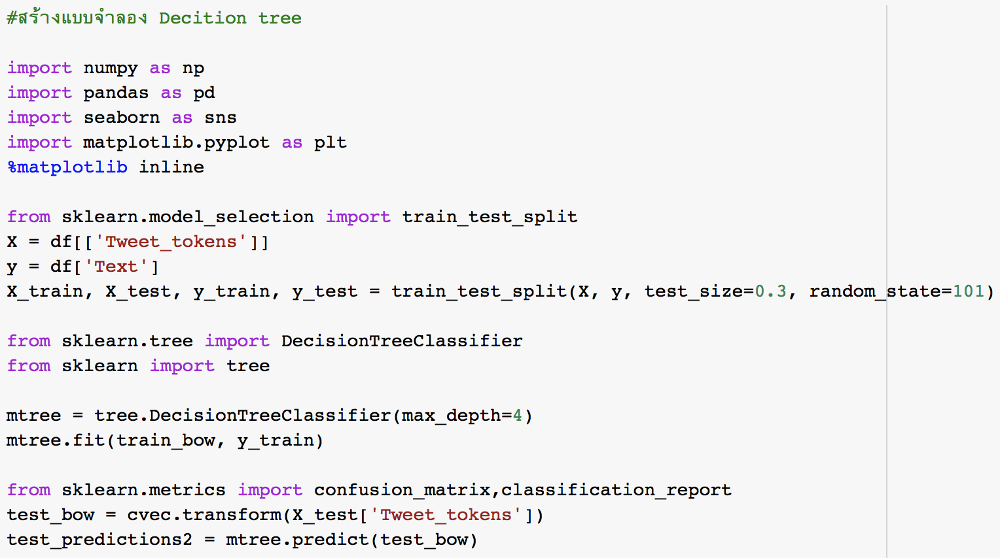 #สร้างแบบจำลอง Decition tree
import numpy as np
import pandas as pd
import seaborn as sns
import matplotlib.pyplot as plt
%matplotlib inline
from sklearn.model_selection import train_test_split
X = df[['Tweet_tokens']]
y = df['Text']
X_train, X_test, y_train, y_test = train_test_split(X, y, test_size=0.3, random_state=101)
from sklearn.tree import DecisionTreeClassifier
from sklearn import tree
mtree = tree.DecisionTreeClassifier(max_depth=4)
mtree.fit(train_bow, y_train)
from sklearn.metrics import confusion_matrix,classification_report
test_bow = cvec.transform(X_test['Tweet_tokens'])
test_predictions2 = mtree.predict(test_bow)